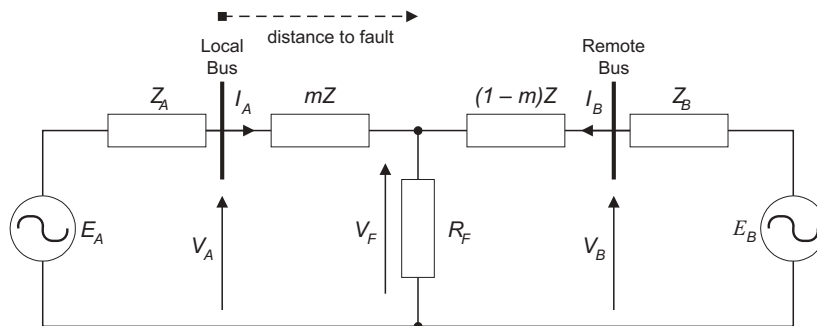 distance to fault
Local
Bus
Remote
Bus
Z_A
I_A
mZ
(1 – m)Z
I_B
Z_B
E_A
V_A
V_F
R_F
V_B
E_B